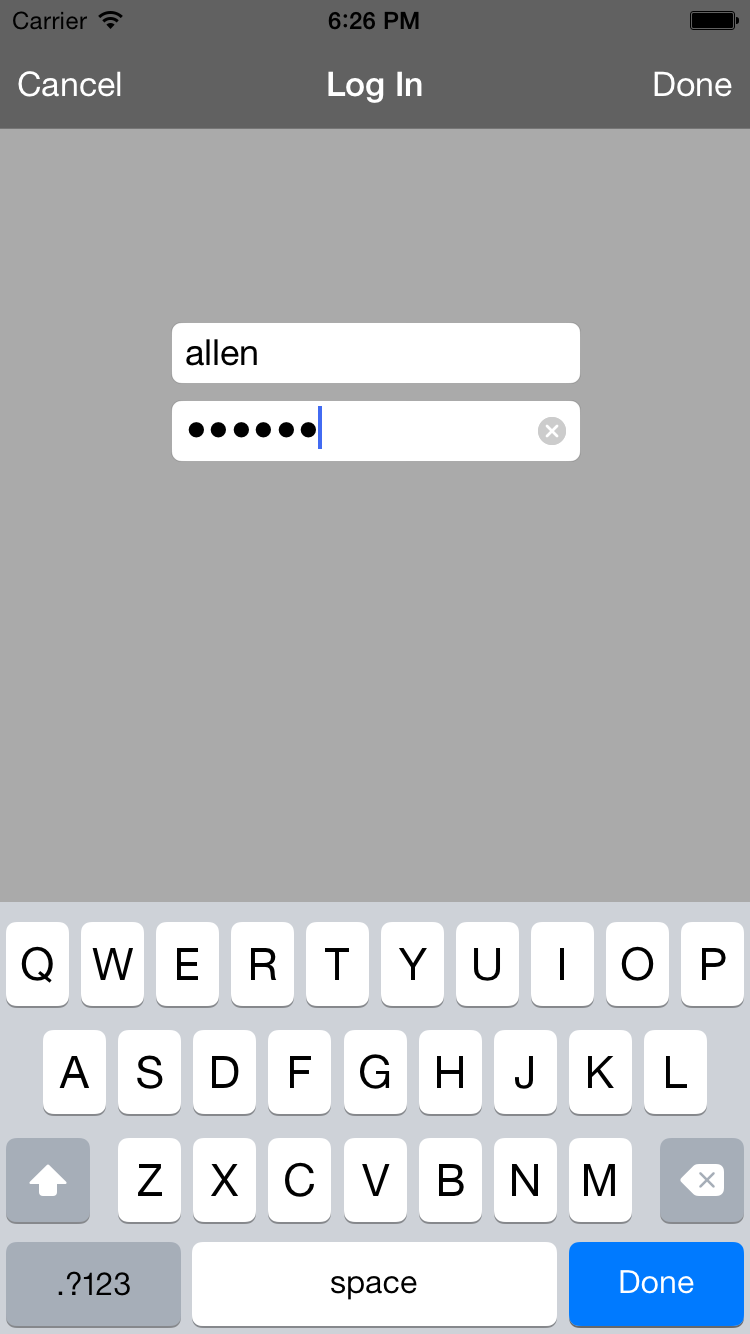 Carrier 6:26 PM
Cancel Log In Done
allen
●●●●●●
Q W E R T Y U I O P
A S D F G H J K L
Z X C V B N M
.?123 space Done